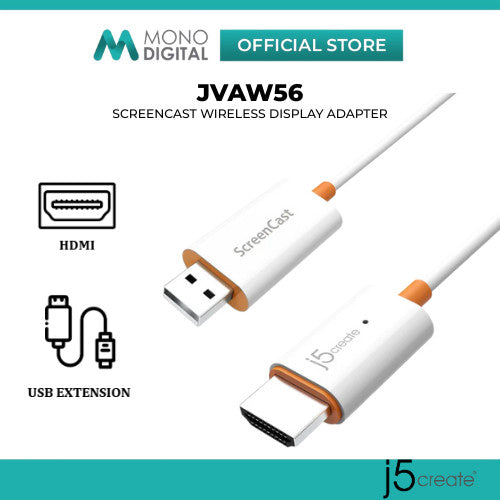 MONO
DIGITAL
OFFICIAL STORE
JVAW56
SCREENCAST WIRELESS DISPLAY ADAPTER
HDMI
ScreenCast
j5create
USB EXTENSION
j5create®